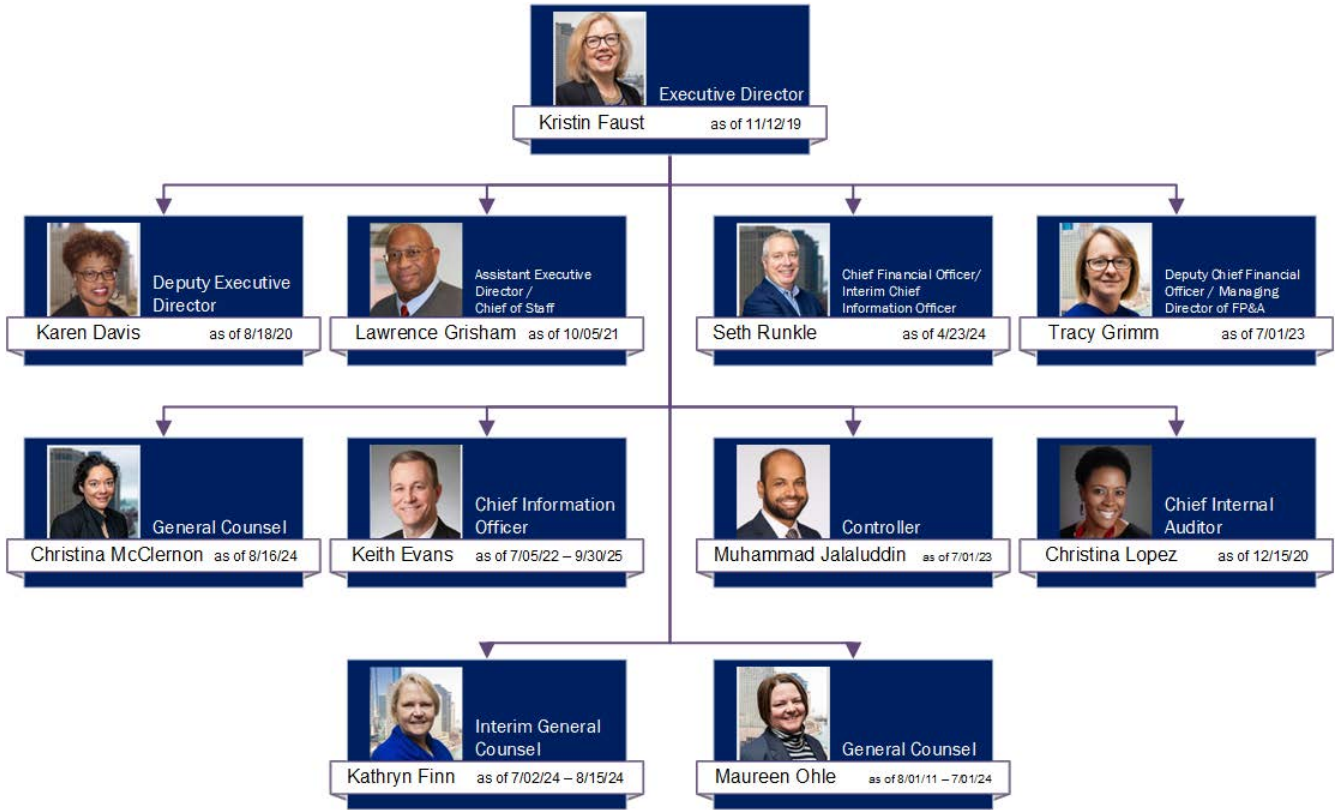 Executive Director
Kristin Faust as of 11/12/19
Deputy Executive
Director
Karen Davis as of 8/18/20
Assistant Executive
Director /
Chief of Staff
Lawrence Grisham as of 10/05/21
Chief Financial Officer/
Interim Chief
Information Officer
Seth Runkle as of 4/23/24
Deputy Chief Financial
Officer / Managing
Director of FP&A
Tracy Grimm as of 7/01/23
General Counsel
Christina McClernon as of 8/16/24
Chief Information
Officer
Keith Evans as of 7/05/22 – 9/30/25
Controller
Muhammad Jalaluddin as of 7/01/23
Chief Internal
Auditor
Christina Lopez as of 12/15/20
Interim General
Counsel
Kathryn Finn as of 7/02/24 – 8/15/24
General Counsel
Maureen Ohle as of 8/01/11 – 7/01/24